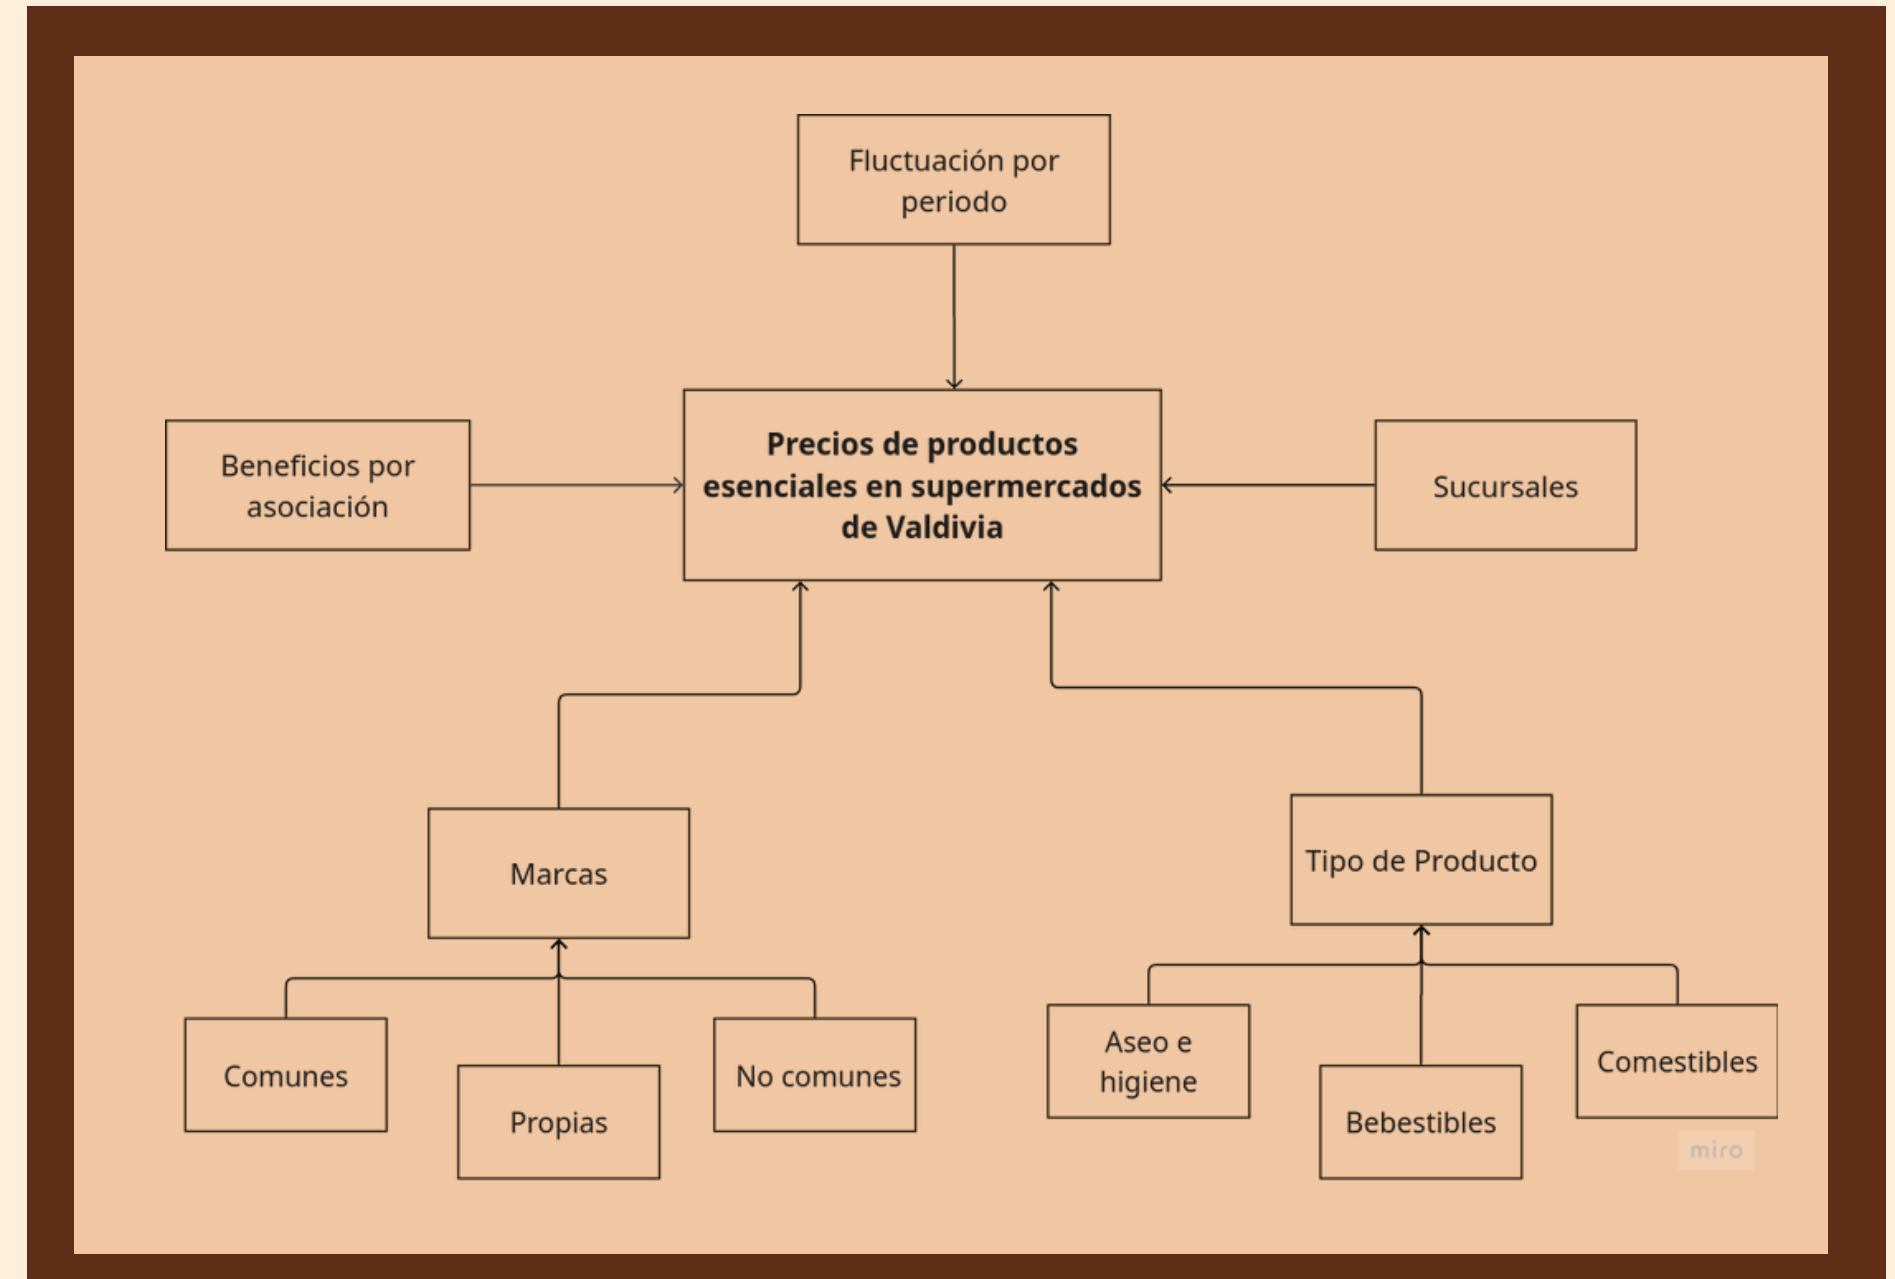 Fluctuación por
periodo
Beneficios por
asociación
Precios de productos
esenciales en supermercados
de Valdivia
Sucursales
Marcas
Tipo de Producto
Comunes
Propias
No comunes
Aseo e
higiene
Bebestibles
Comestibles
miro